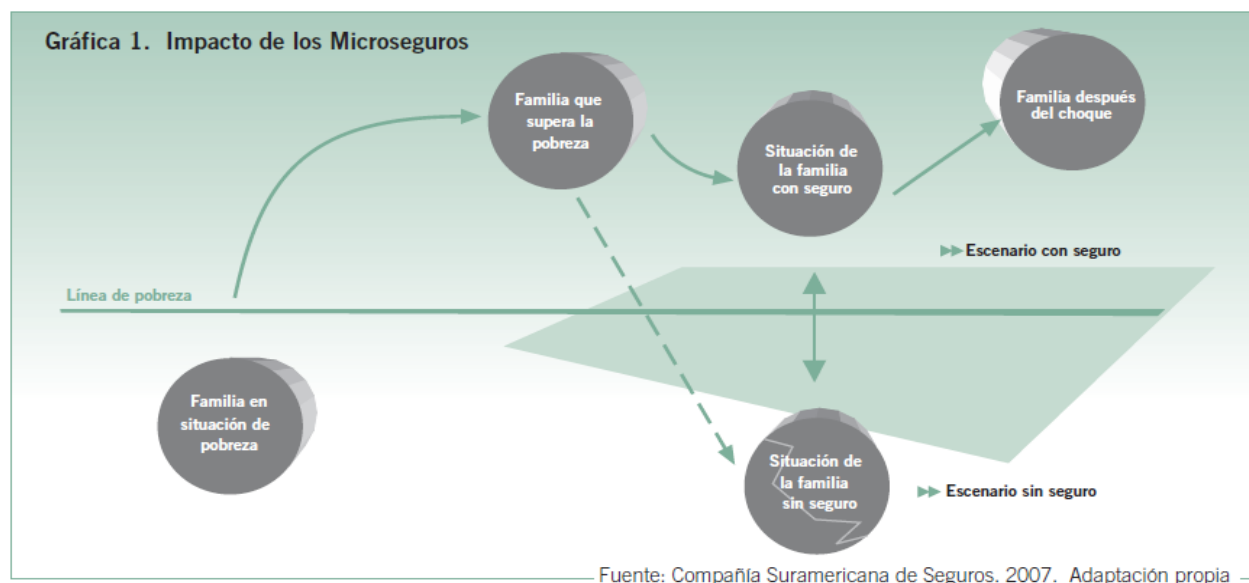 Gráfica 1. Impacto de los Microseguros
Familia que
supera la
pobreza
Familia después
del choque
Situación de
la familia
con seguro
Escenario con seguro
Línea de pobreza
Familia en
situación de
pobreza
Situación de
la familia
sin seguro
Escenario sin seguro
Fuente: Compañía Suramericana de Seguros. 2007. Adaptación propia